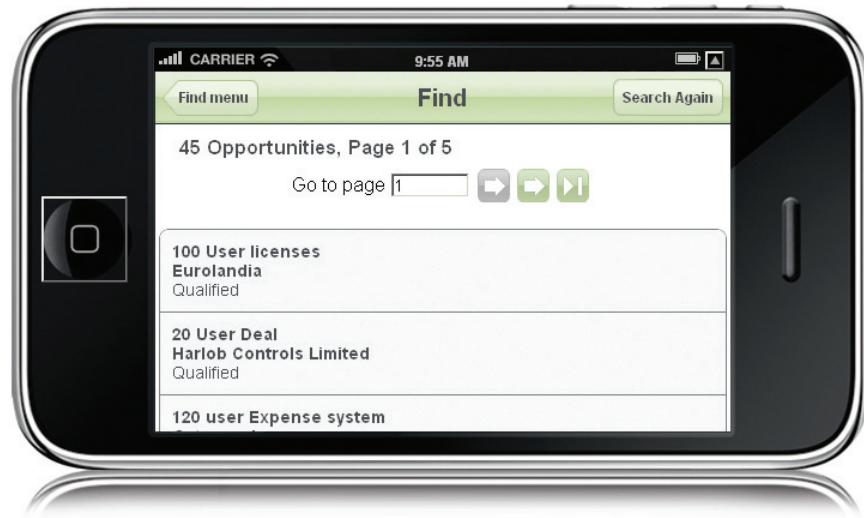 CARRIER 9:55 AM
Find menu Find Search Again
45 Opportunities, Page 1 of 5
Go to page 1
100 User licenses
Eurolandia
Qualified
20 User Deal
Harlob Controls Limited
Qualified
120 user Expense system